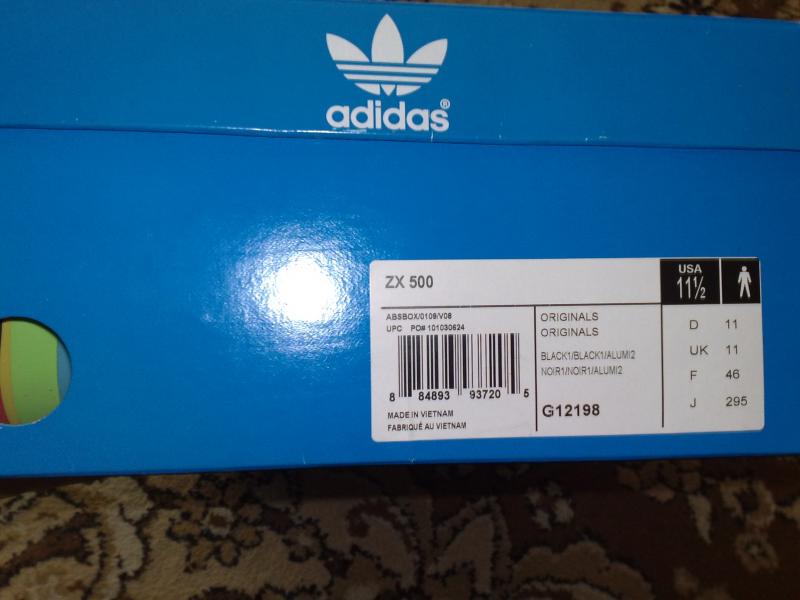 adidas®
ZX 500
USA
11½
ABSBOX/0109/V08
UPC PO# 101030624
8 84893 93720 5
MADE IN VIETNAM
FABRIQUÉ AU VIETNAM
ORIGINALS
ORIGINALS
BLACK1/BLACK1/ALUMI2
NOIR1/NOIR1/ALUMI2
G12198
D 11
UK 11
F 46
J 295